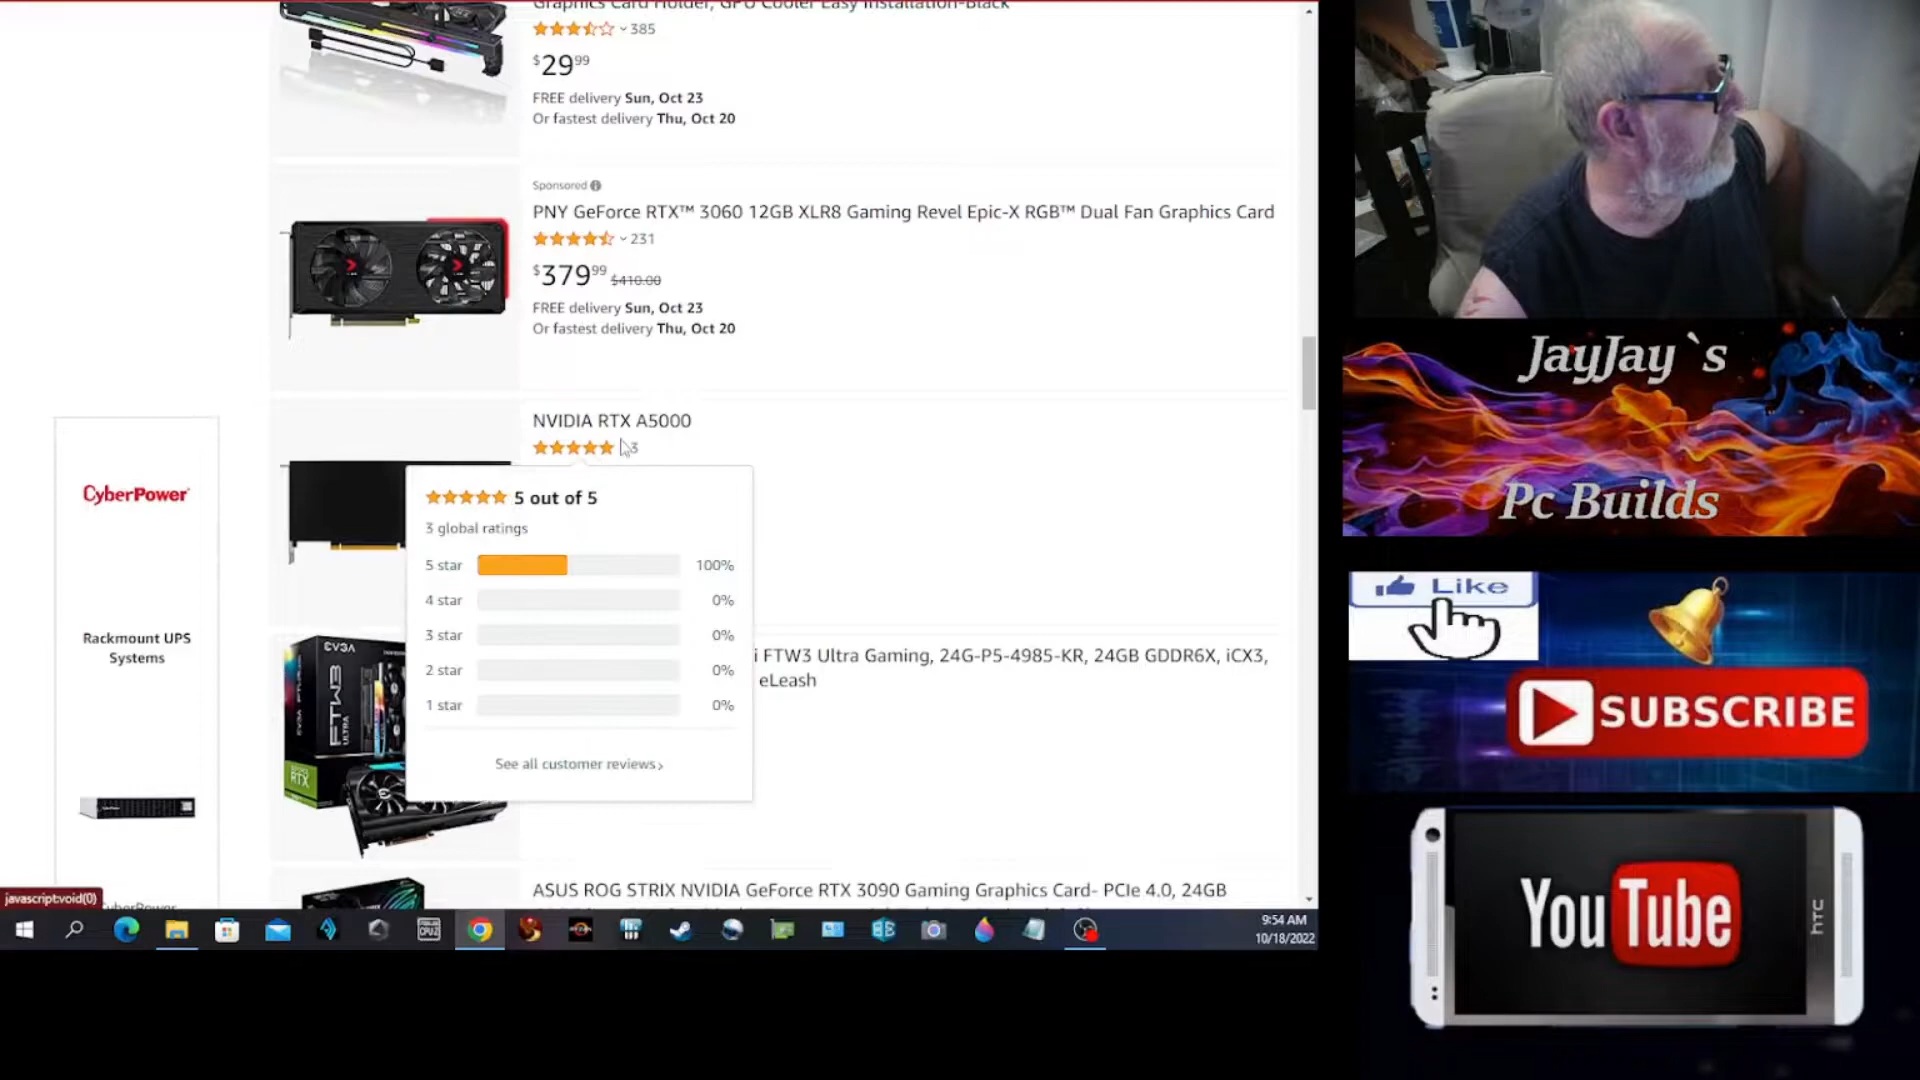 Graphics Card Holder, GPU Cooler Easy Installation-Black
385
$29.99
FREE delivery Sun, Oct 23
Or fastest delivery Thu, Oct 20
Sponsored
PNY GeForce RTX™ 3060 12GB XLR8 Gaming Revel Epic-X RGB™ Dual Fan Graphics Card
231
$379.99 $410.00
FREE delivery Sun, Oct 23
Or fastest delivery Thu, Oct 20
NVIDIA RTX A5000
3
5 out of 5
3 global ratings
5 star 100%
4 star 0%
3 star 0%
2 star 0%
1 star 0%
See all customer reviews
i FTW3 Ultra Gaming, 24G-P5-4985-KR, 24GB GDDR6X, iCX3,
eLeash
EVGA
FTW3
ULTRA
RTX
ASUS ROG STRIX NVIDIA GeForce RTX 3090 Gaming Graphics Card- PCIe 4.0, 24GB
CyberPower
Rackmount UPS
Systems
CyberPower
javascript:void(0)
9:54 AM
10/18/2022
JayJay`s
Pc Builds
Like
SUBSCRIBE
YouTube
hTC